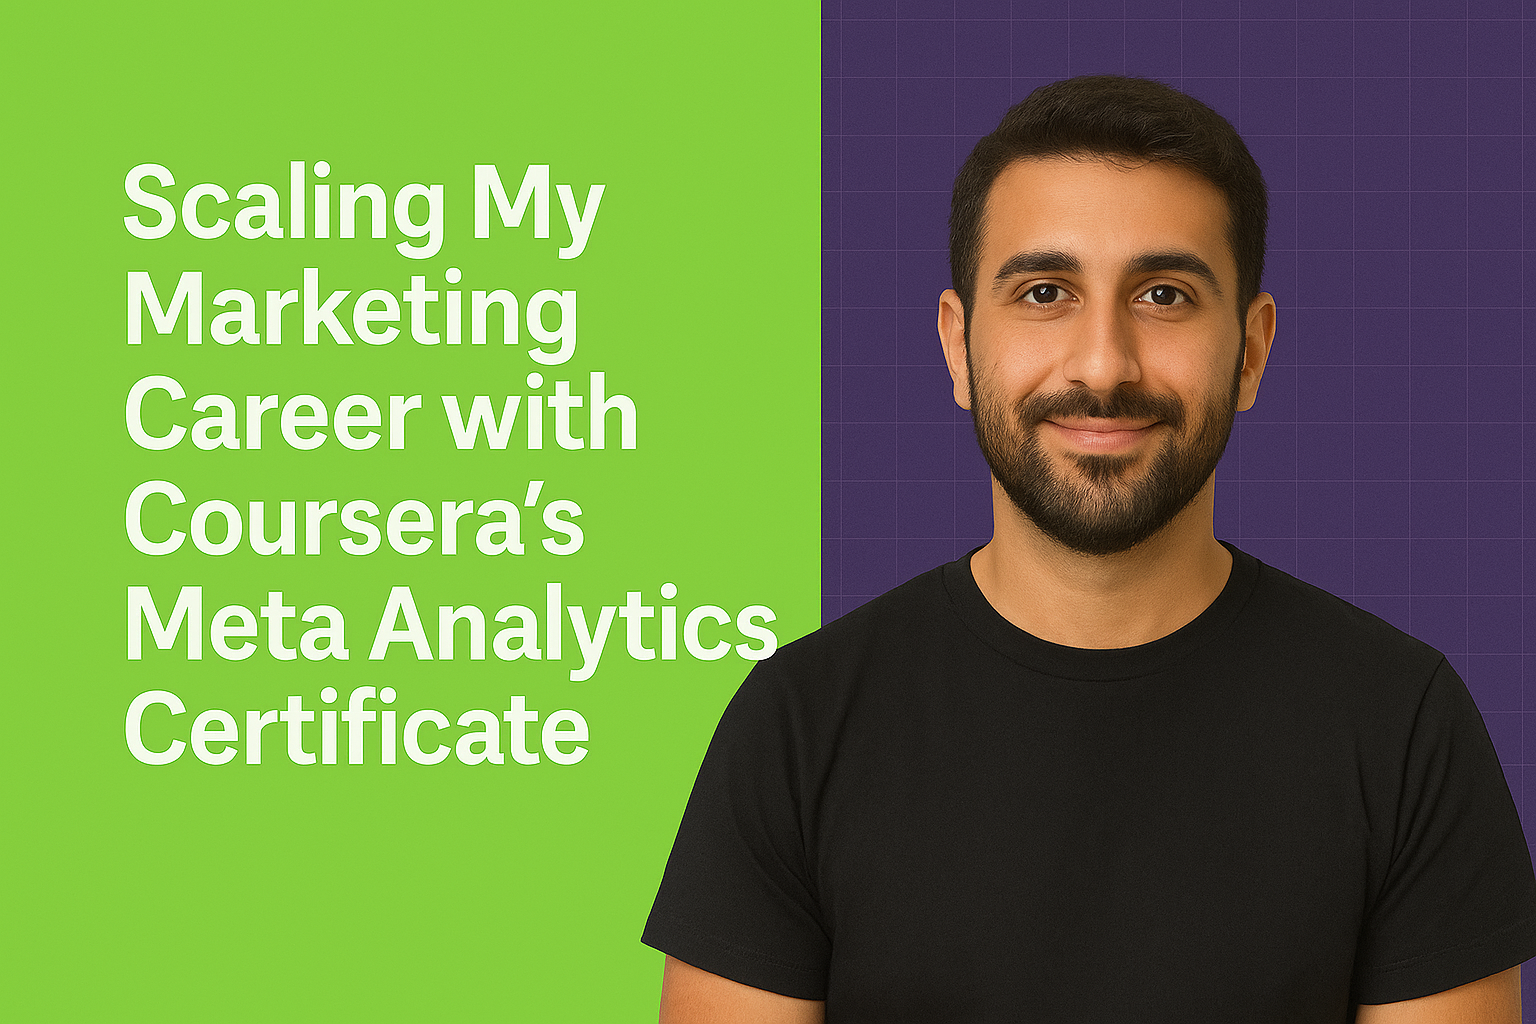 Scaling My
Marketing
Career with
Coursera’s
Meta Analytics
Certificate